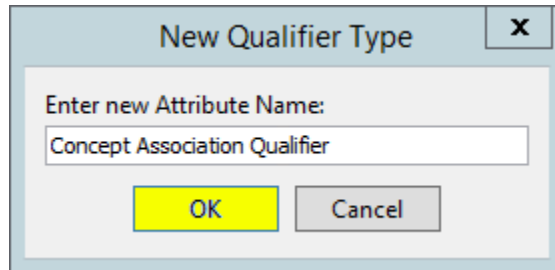 New Qualifier Type
x
Enter new Attribute Name:
Concept Association Qualifier
OK Cancel